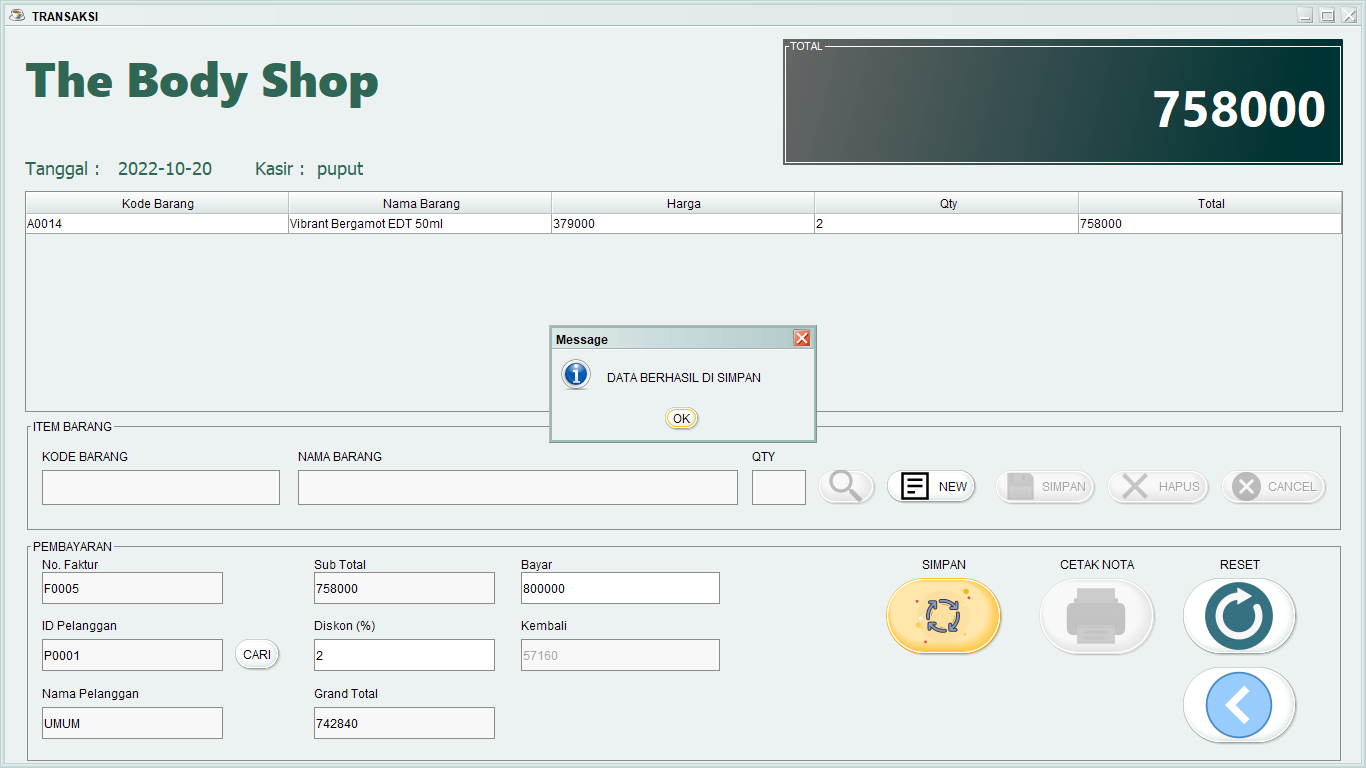 TRANSAKSI
The Body Shop
TOTAL
758000
Tanggal : 2022-10-20 Kasir : puput
Kode Barang Nama Barang Harga Qty Total
A0014 Vibrant Bergamot EDT 50ml 379000 2 758000
Message
DATA BERHASIL DI SIMPAN
OK
ITEM BARANG
KODE BARANG NAMA BARANG QTY
NEW SIMPAN HAPUS CANCEL
PEMBAYARAN
No. Faktur Sub Total Bayar SIMPAN CETAK NOTA RESET
F0005 758000 800000
ID Pelanggan Diskon (%) Kembali
P0001 CARI 2 57160
Nama Pelanggan Grand Total
UMUM 742840